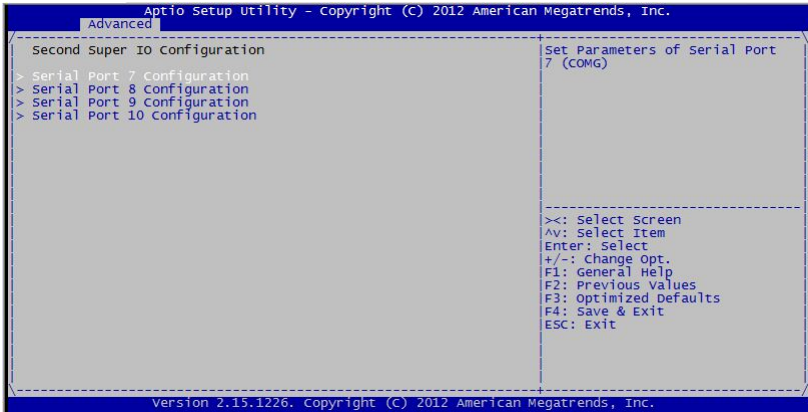 Aptio Setup Utility – Copyright (C) 2012 American Megatrends, Inc.
Advanced
Second Super IO Configuration
> Serial Port 7 Configuration
> Serial Port 8 Configuration
> Serial Port 9 Configuration
> Serial Port 10 Configuration
Set Parameters of Serial Port
7 (COMG)
><: Select Screen
^v: Select Item
Enter: Select
+/-: Change Opt.
F1: General Help
F2: Previous Values
F3: Optimized Defaults
F4: Save & Exit
ESC: Exit
Version 2.15.1226. Copyright (C) 2012 American Megatrends, Inc.